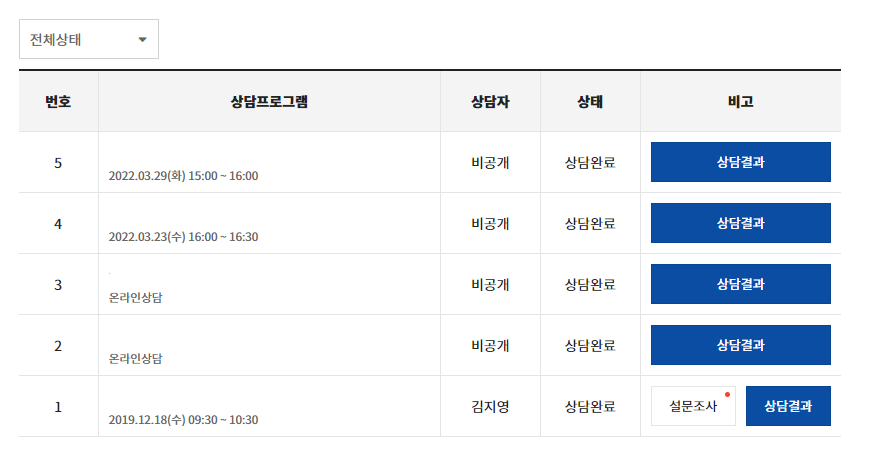 전체상태
번호 상담프로그램 상담자 상태 비고
5 비공개 상담완료 상담결과
2022.03.29(화) 15:00 ~ 16:00
4 비공개 상담완료 상담결과
2022.03.23(수) 16:00 ~ 16:30
3 비공개 상담완료 상담결과
온라인상담
2 비공개 상담완료 상담결과
온라인상담
1 김지영 상담완료 설문조사 상담결과
2019.12.18(수) 09:30 ~ 10:30